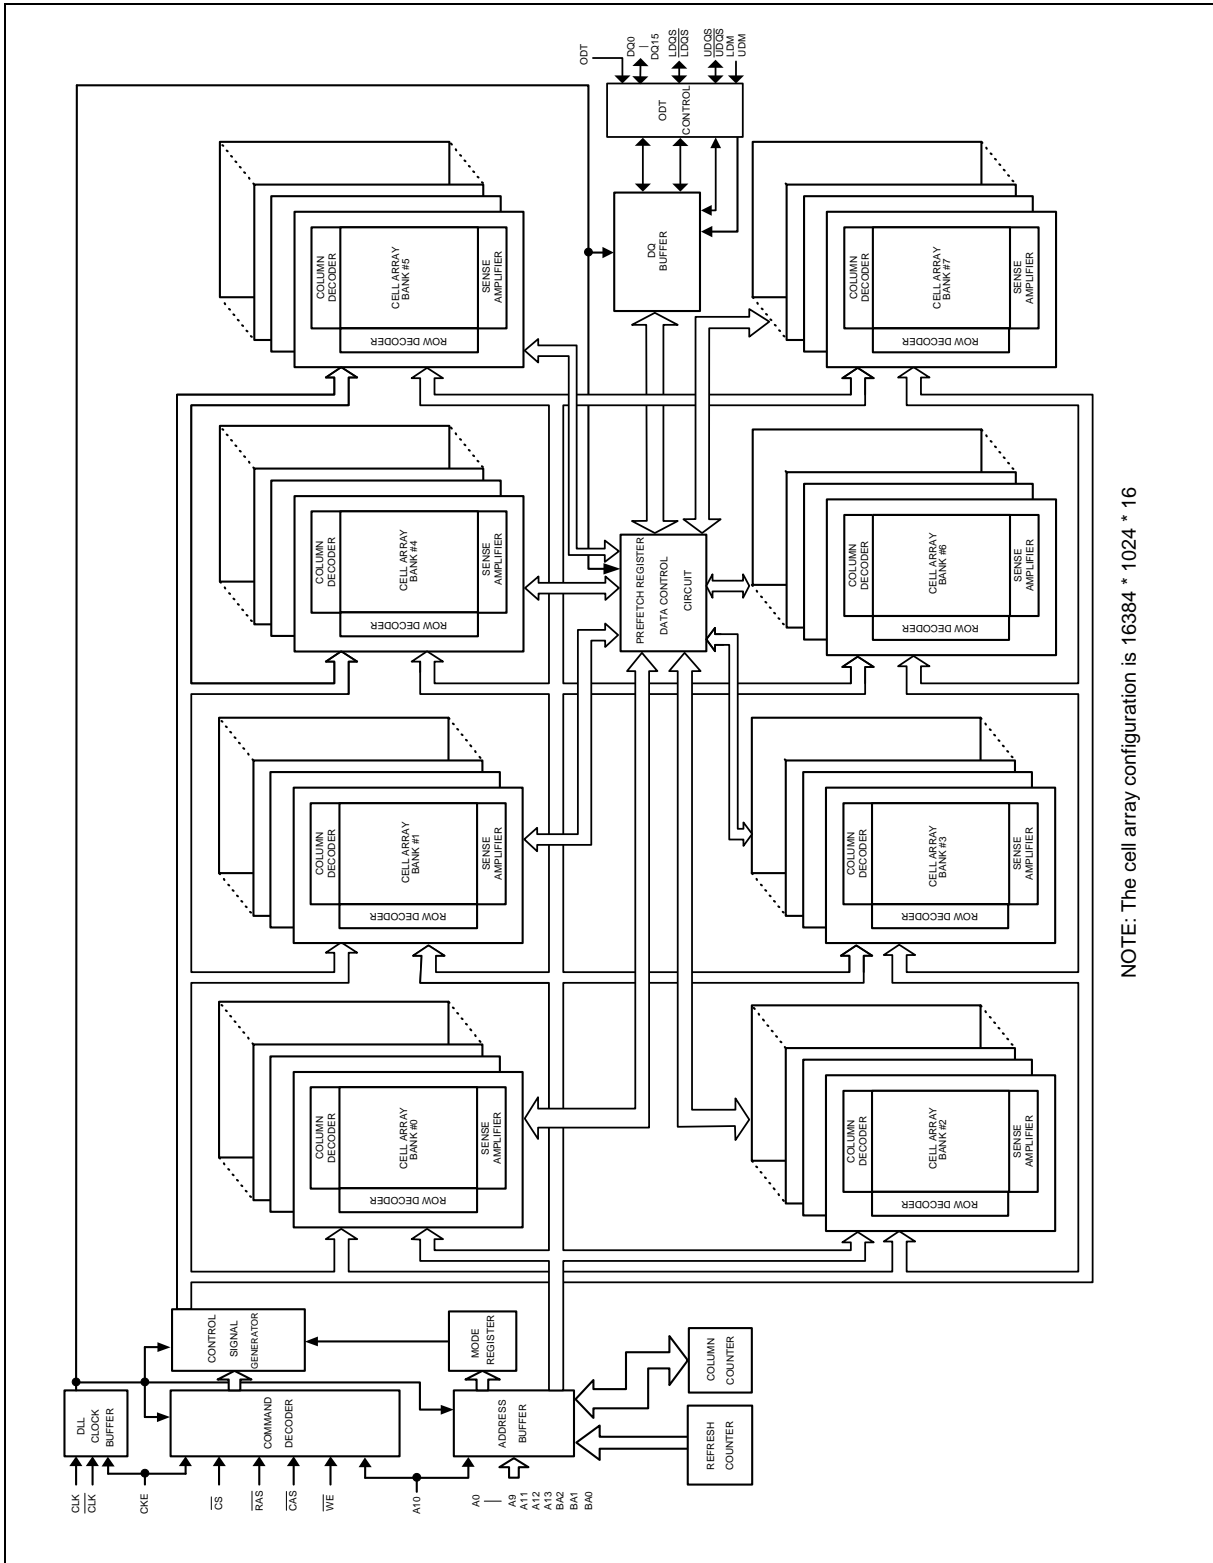 CLK
CLK
CKE
CS
RAS
CAS
WE
A10
A0
A9
A11
A12
A13
BA2
BA1
BA0
DLL
CLOCK
BUFFER
COMMAND
DECODER
ADDRESS
BUFFER
REFRESH
COUNTER
COLUMN
COUNTER
CONTROL
SIGNAL
GENERATOR
MODE
REGISTER
COLUMN
DECODER
ROW DECODER
CELL ARRAY
BANK #0
SENSE
AMPLIFIER
COLUMN
DECODER
ROW DECODER
CELL ARRAY
BANK #1
SENSE
AMPLIFIER
COLUMN
DECODER
ROW DECODER
CELL ARRAY
BANK #4
SENSE
AMPLIFIER
COLUMN
DECODER
ROW DECODER
CELL ARRAY
BANK #5
SENSE
AMPLIFIER
PREFETCH REGISTER
DATA CONTROL
CIRCUIT
DQ
BUFFER
ODT
CONTROL
ODT
DQ0
DQ15
LDQS
LDQS
UDQS
UDQS
LDM
UDM
COLUMN
DECODER
ROW DECODER
CELL ARRAY
BANK #2
SENSE
AMPLIFIER
COLUMN
DECODER
ROW DECODER
CELL ARRAY
BANK #3
SENSE
AMPLIFIER
COLUMN
DECODER
ROW DECODER
CELL ARRAY
BANK #6
SENSE
AMPLIFIER
COLUMN
DECODER
ROW DECODER
CELL ARRAY
BANK #7
SENSE
AMPLIFIER
NOTE: The cell array configuration is 16384 * 1024 * 16